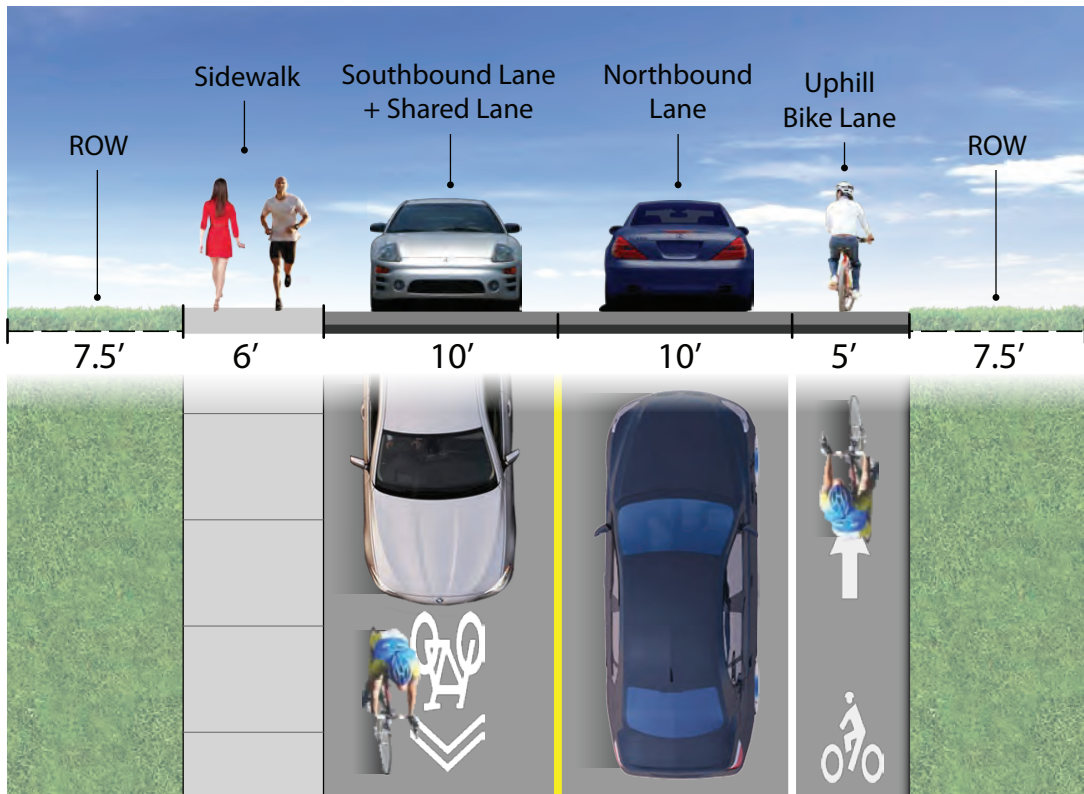 ROW
Sidewalk
Southbound Lane
+ Shared Lane
Northbound
Lane
Uphill
Bike Lane
ROW
7.5’
6’
10’
10’
5’
7.5’